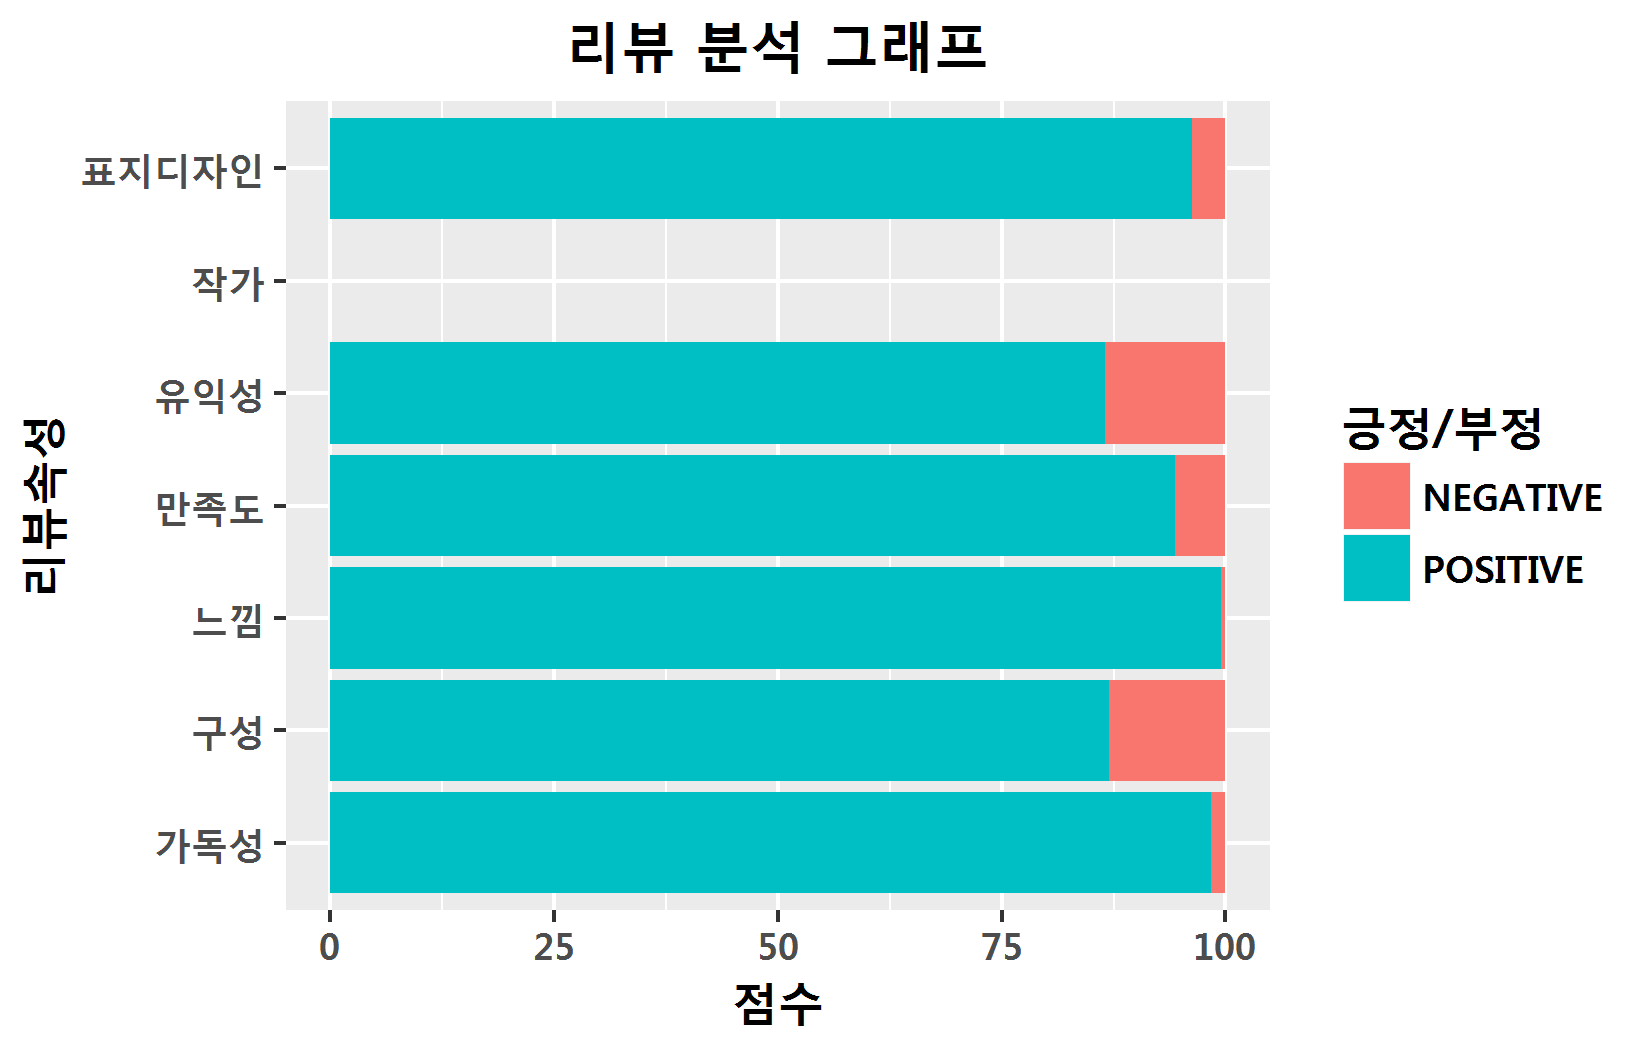 리뷰 분석 그래프
표지디자인
작가
유익성
만족도
느낌
구성
가독성
리뷰속성
0 25 50 75 100
점수
긍정/부정
NEGATIVE
POSITIVE